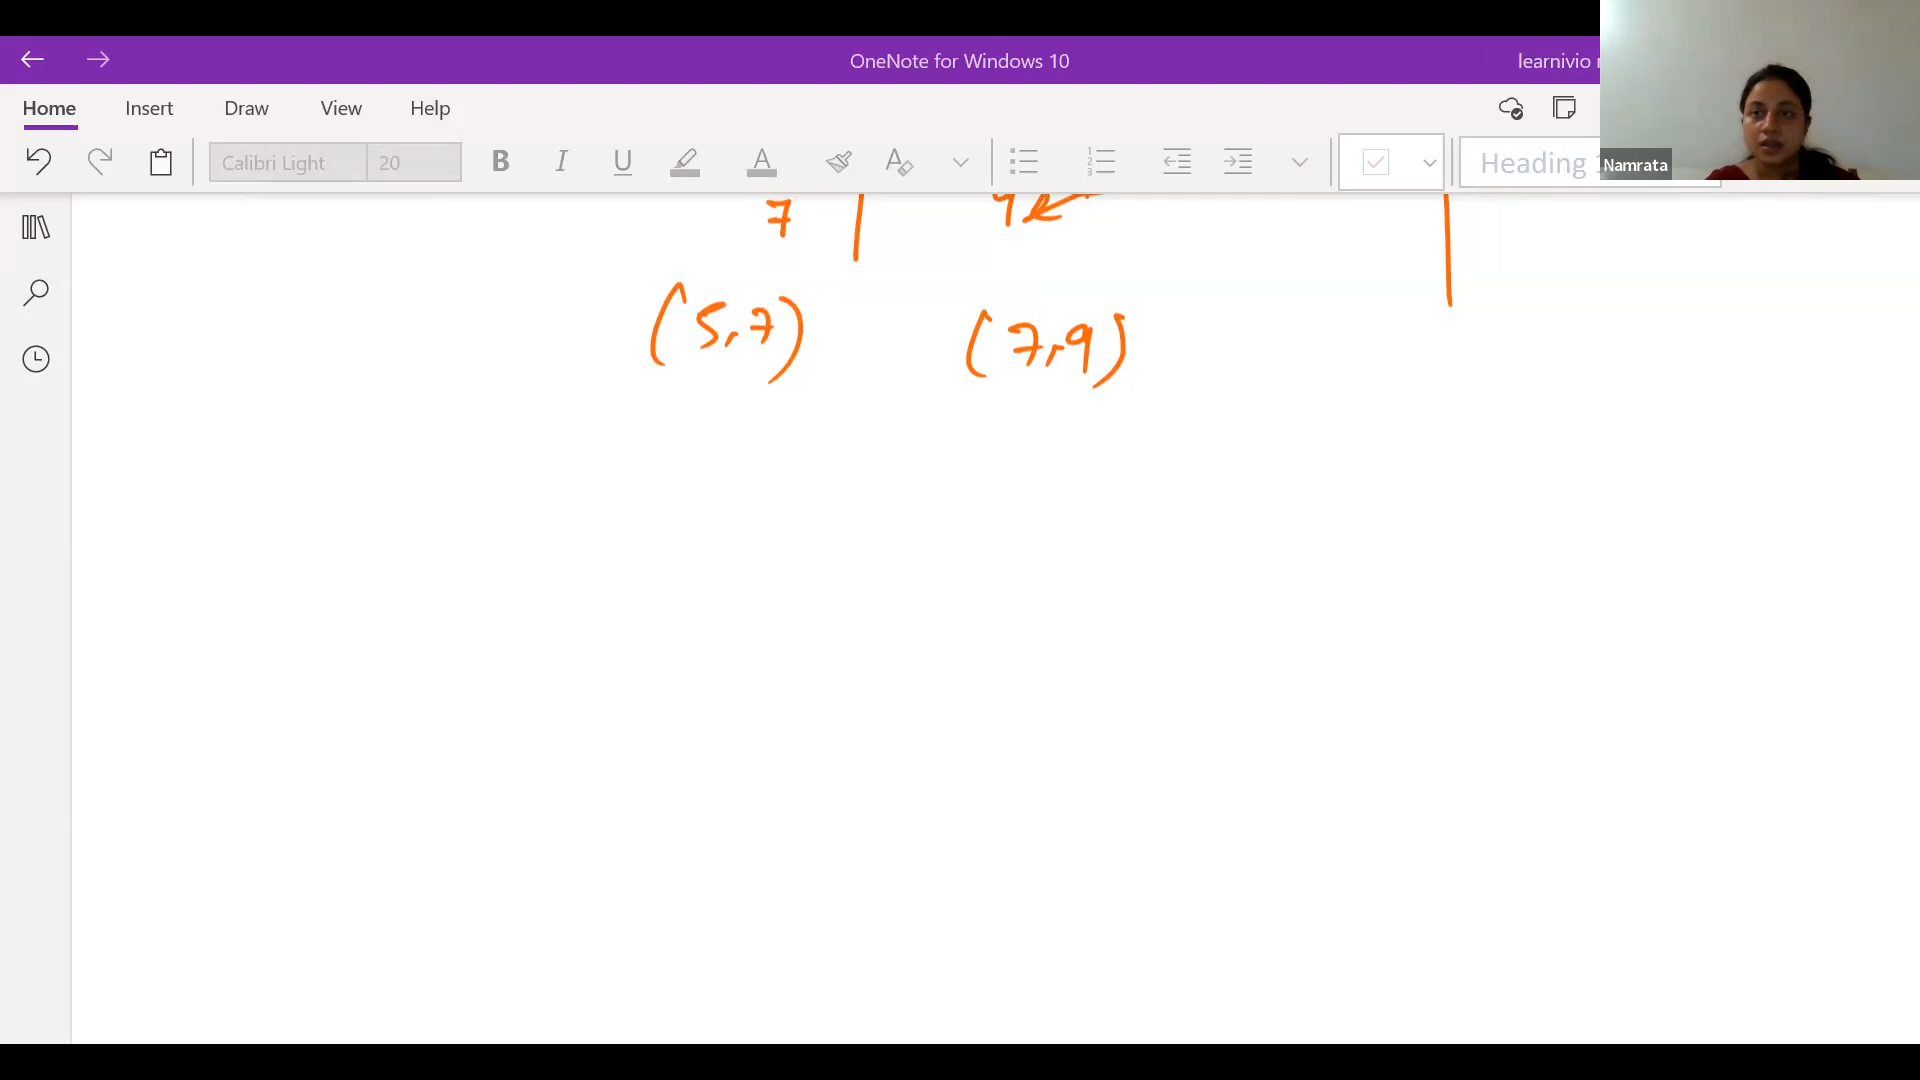 OneNote for Windows 10
learnivio
Home Insert Draw View Help
Calibri Light 20 B I U A A Heading
Namrata
7
(5,7) (7,9)